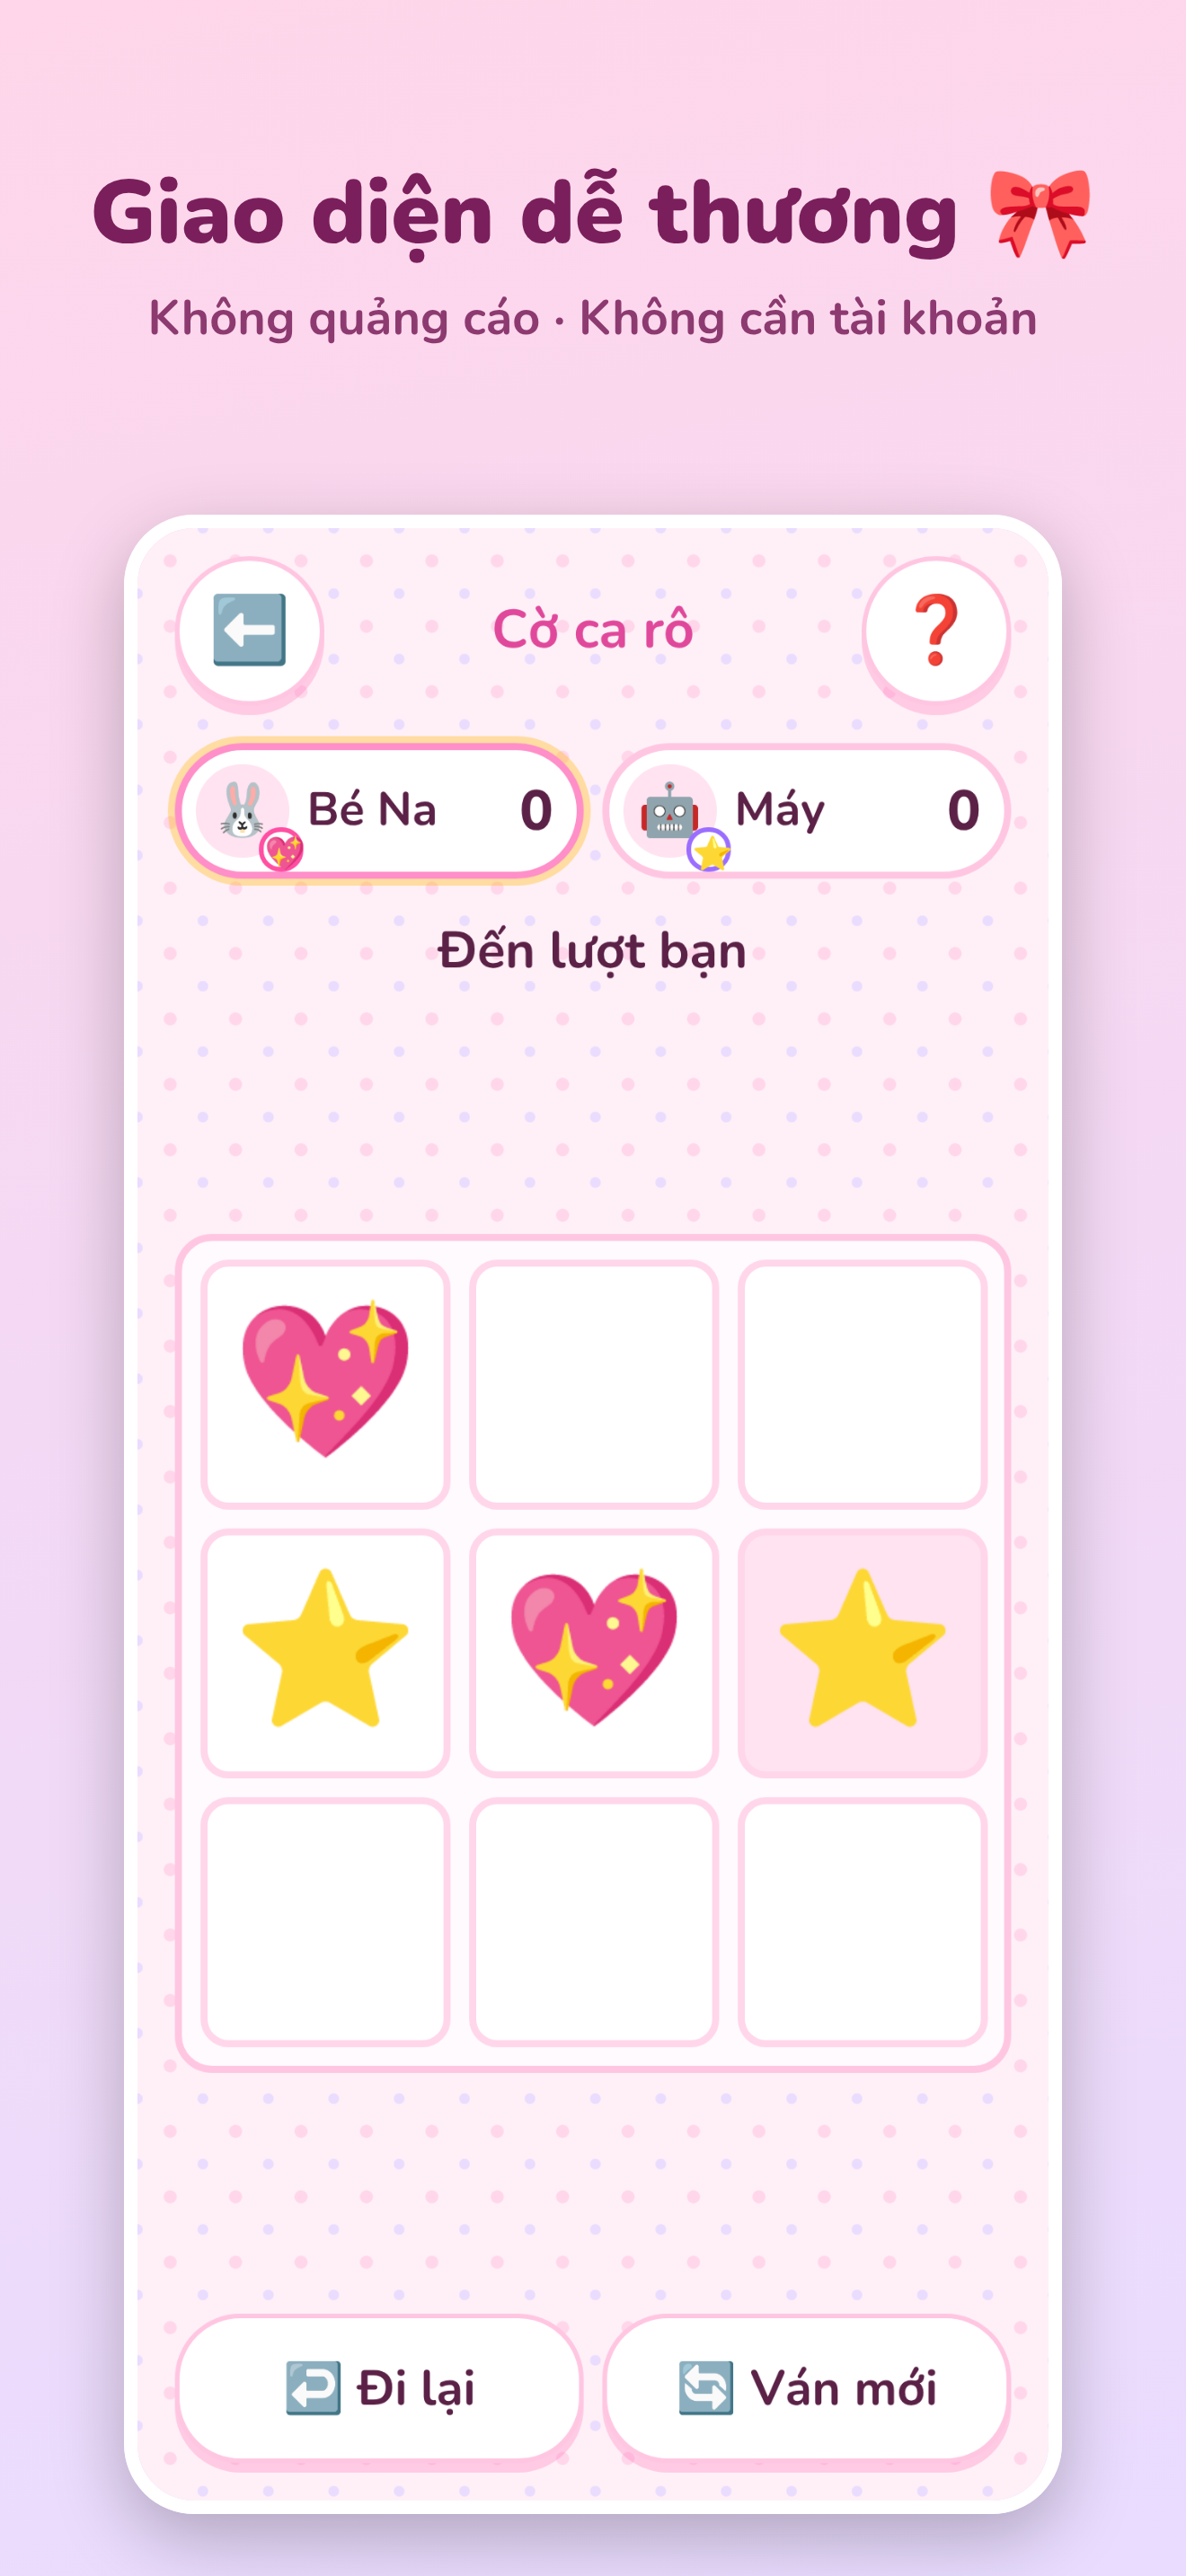 Giao diện dễ thương
Không quảng cáo · Không cần tài khoản
Cờ ca rô
Bé Na 0
Máy 0
Đến lượt bạn
Đi lại
Ván mới